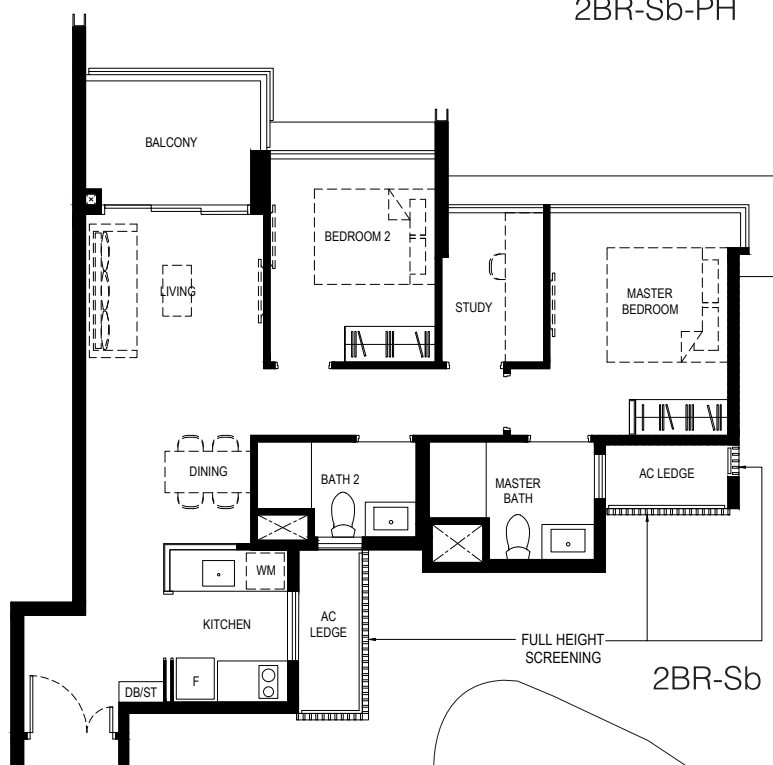 2BR-Sb-PH
BALCONY
BEDROOM 2
LIVING
STUDY
MASTER
BEDROOM
DINING
BATH 2
MASTER
BATH
AC LEDGE
WM
KITCHEN
AC
LEDGE
FULL HEIGHT
SCREENING
F
DB/ST
2BR-Sb